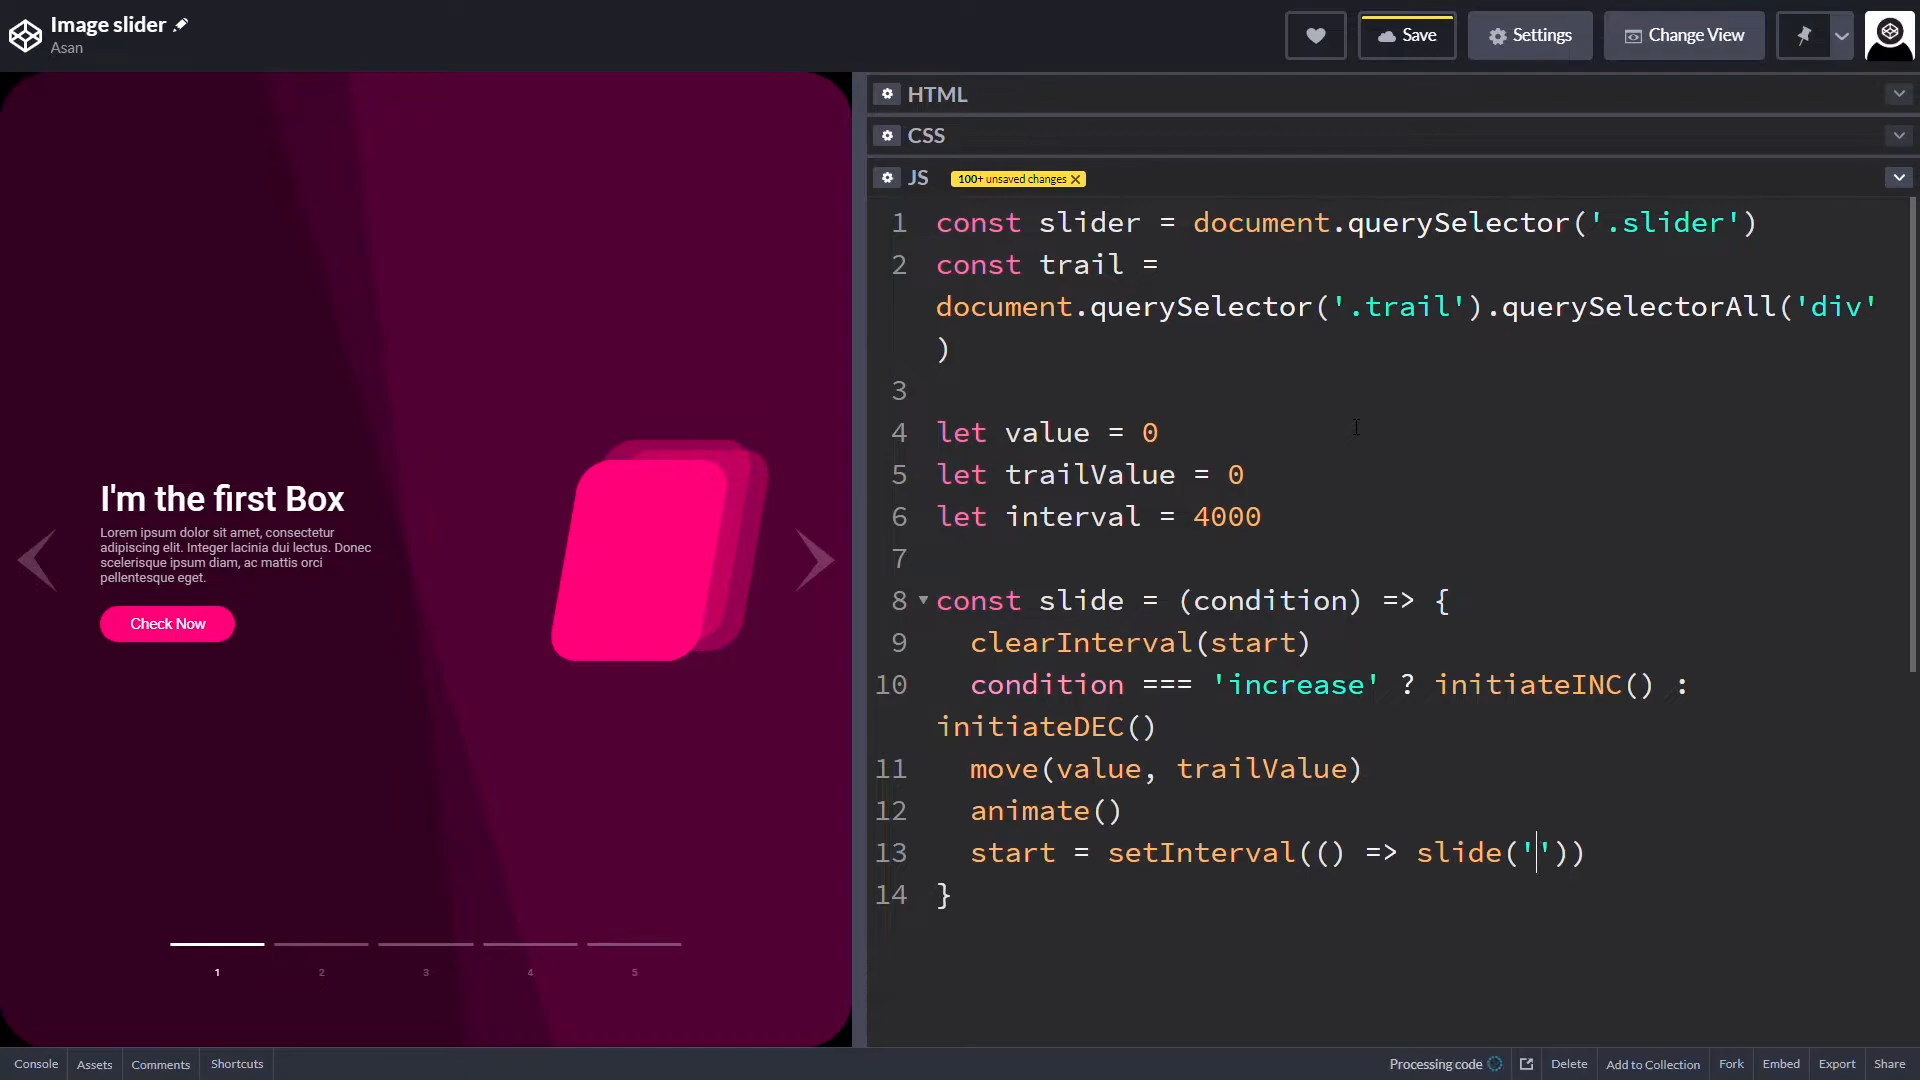 Image slider
Asan
Save
Settings
Change View
I'm the first Box
Lorem ipsum dolor sit amet, consectetur
adipiscing elit. Integer lacinia dui lectus. Donec
scelerisque ipsum diam, ac mattis orci
pellentesque eget.
Check Now
1 2 3 4 5
HTML
CSS
JS 100+ unsaved changes
1 const slider = document.querySelector('.slider')
2 const trail =
document.querySelector('.trail').querySelectorAll('div'
)
3
4 let value = 0
5 let trailValue = 0
6 let interval = 4000
7
8 const slide = (condition) => {
9 clearInterval(start)
10 condition === 'increase' ? initiateINC() :
initiateDEC()
11 move(value, trailValue)
12 animate()
13 start = setInterval(() => slide(''))
14 }
Console Assets Comments Shortcuts Processing code Delete Add to Collection Fork Embed Export Share